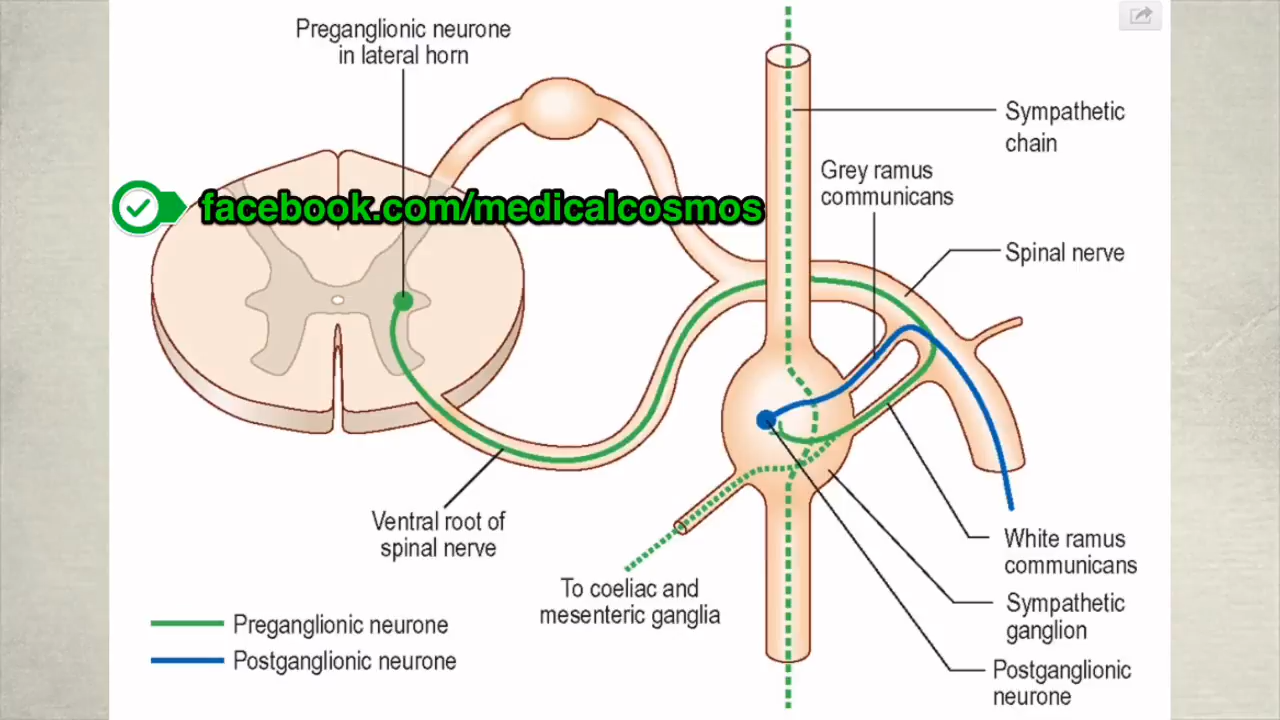 Preganglionic neurone
in lateral horn
Sympathetic
chain
Grey ramus
communicans
facebook.com/medicalcosmos
Spinal nerve
Ventral root of
spinal nerve
White ramus
communicans
To coeliac and
mesenteric ganglia
Sympathetic
ganglion
Preganglionic neurone
Postganglionic neurone
Postganglionic
neurone